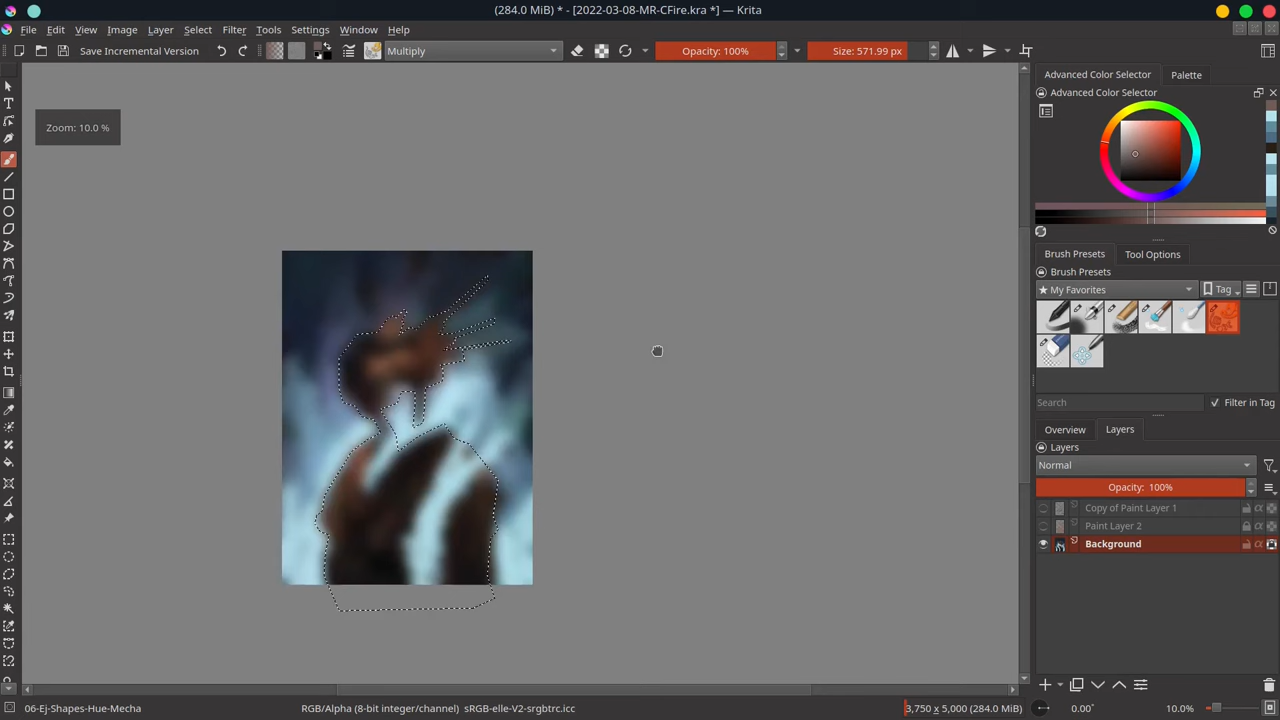 (284.0 MiB) * - [2022-03-08-MR-CFire.kra *] — Krita
File Edit View Image Filter Layer Select Tools Settings Window Help
Save Incremental Version Multiply Opacity: 100% Size: 571.99 px
Advanced Color Selector Palette
Advanced Color Selector
Zoom: 10.0 %
Brush Presets Tool Options
Brush Presets
★ My Favorites Tag
Search Filter in Tag
Overview Layers
Layers
Normal
Opacity: 100%
Copy of Paint Layer 1
Paint Layer 2
Background
06-Ej-Shapes-Hue-Mecha RGB/Alpha (8-bit integer/channel) sRGB-elle-V2-srgbtrc.icc 3,750 x 5,000 (284.0 MiB) 0.00° 10.0%